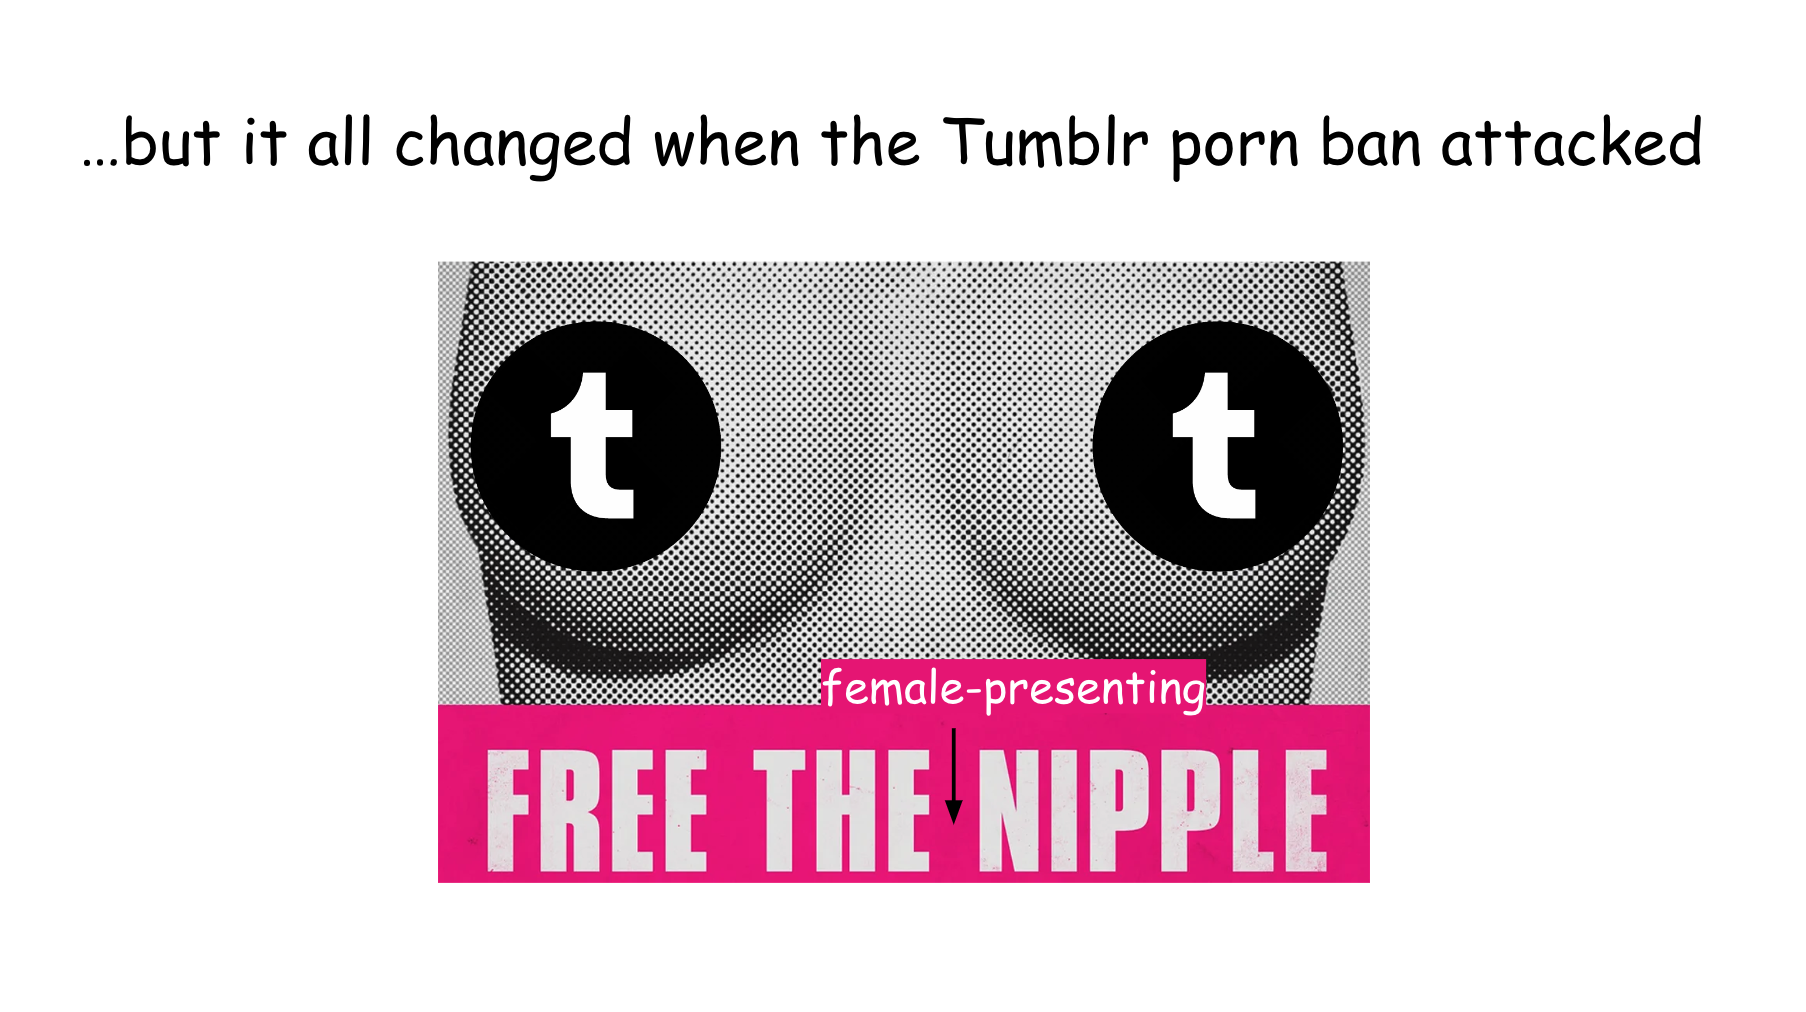 ...but it all changed when the Tumblr porn ban attacked
t t
female-presenting
FREE THE NIPPLE